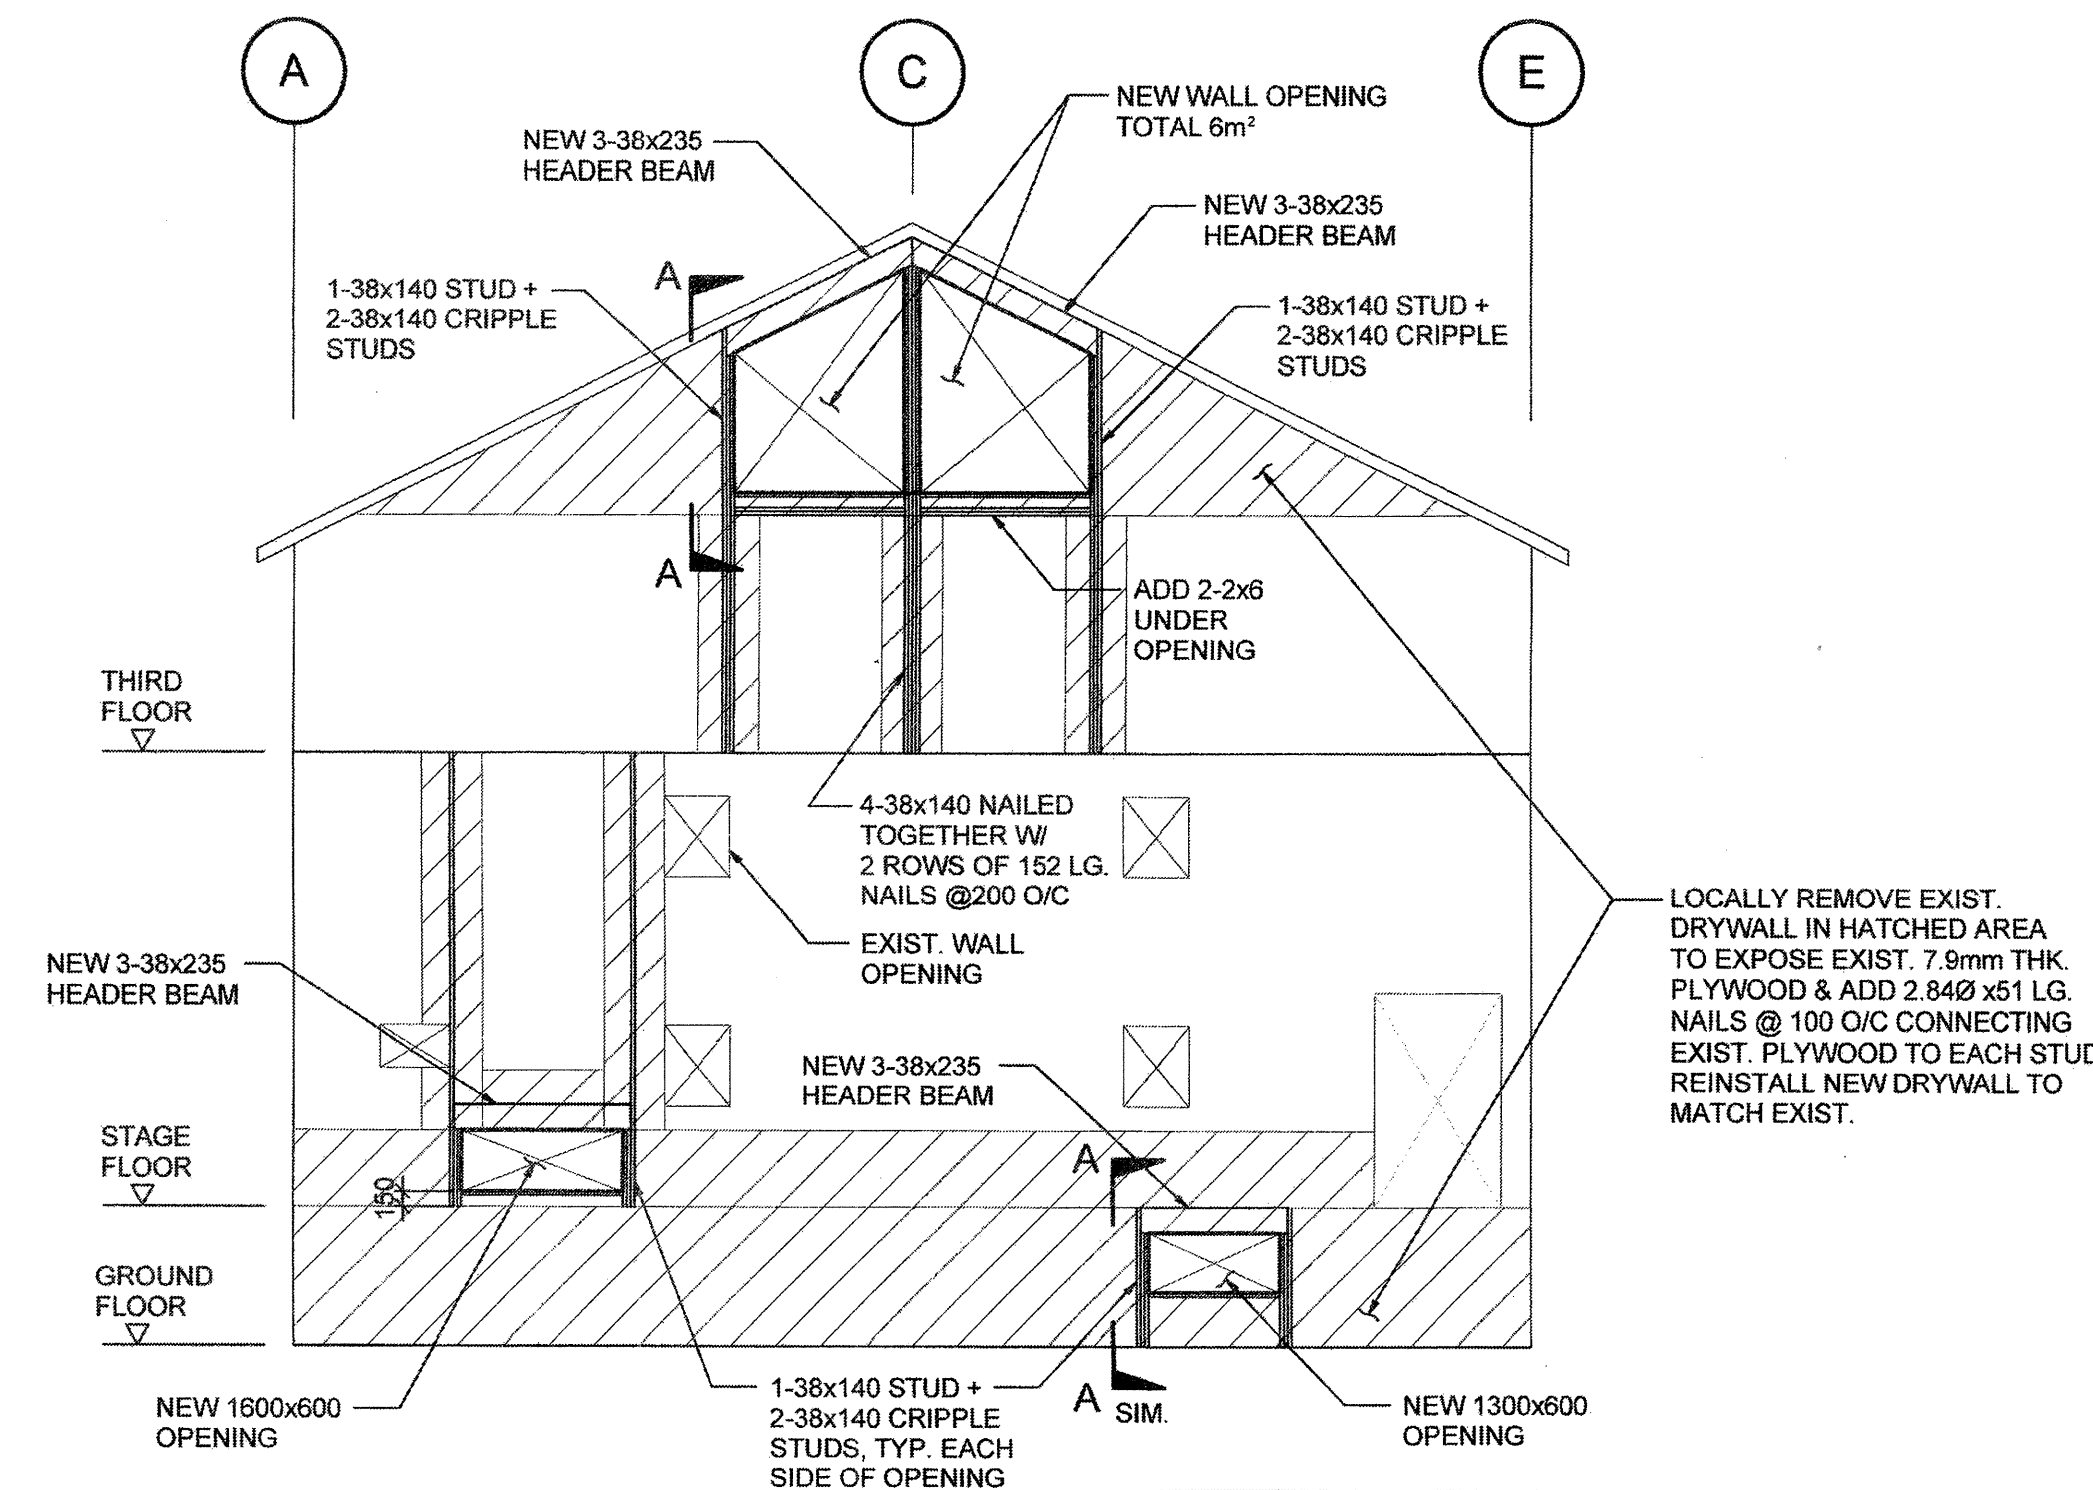 A
C
E
NEW WALL OPENING
TOTAL 6m²
NEW 3-38x235
HEADER BEAM
NEW 3-38x235
HEADER BEAM
A
1-38x140 STUD +
2-38x140 CRIPPLE
STUDS
1-38x140 STUD +
2-38x140 CRIPPLE
STUDS
A
ADD 2-2x6
UNDER
OPENING
THIRD
FLOOR
4-38x140 NAILED
TOGETHER W/
2 ROWS OF 152 LG.
NAILS @200 O/C
EXIST. WALL
OPENING
LOCALLY REMOVE EXIST.
DRYWALL IN HATCHED AREA
TO EXPOSE EXIST. 7.9mm THK.
PLYWOOD & ADD 2.84Ø x51 LG.
NAILS @ 100 O/C CONNECTING
EXIST. PLYWOOD TO EACH STUD
REINSTALL NEW DRYWALL TO
MATCH EXIST.
NEW 3-38x235
HEADER BEAM
NEW 3-38x235
HEADER BEAM
STAGE
FLOOR
A
150
GROUND
FLOOR
NEW 1600x600
OPENING
1-38x140 STUD +
2-38x140 CRIPPLE
STUDS, TYP. EACH
SIDE OF OPENING
A
SIM.
NEW 1300x600
OPENING